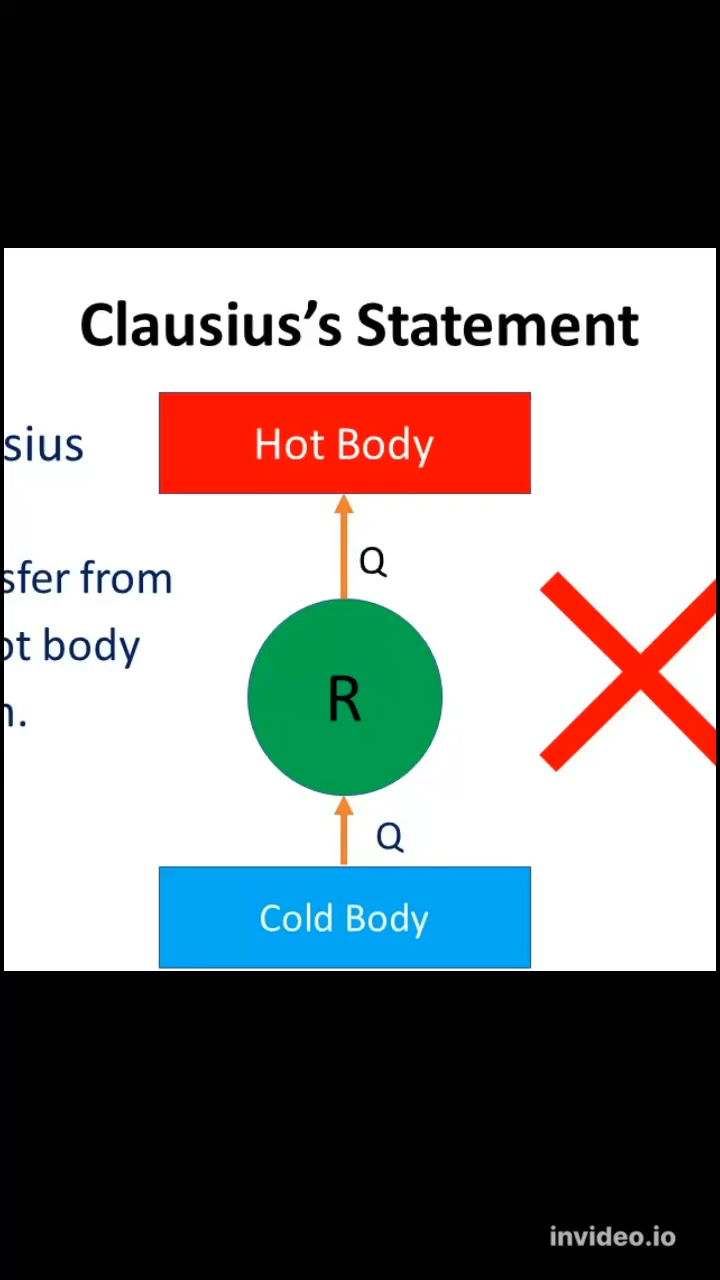 Clausius’s Statement
sius
Hot Body
Q
sfer from
ot body
R
n.
Q
Cold Body
invideo.io